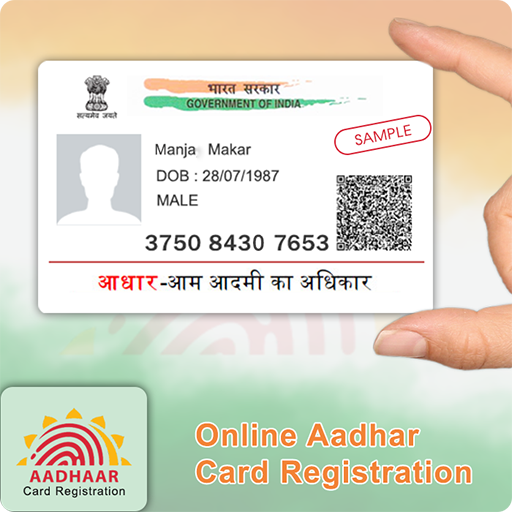 भारत सरकार
GOVERNMENT OF INDIA
सत्यमेव जयते
SAMPLE
Manja Makar
DOB : 28/07/1987
MALE
3750 8430 7653
आधार-आम आदमी का अधिकार
AADHAAR
Card Registration
Online Aadhar
Card Registration